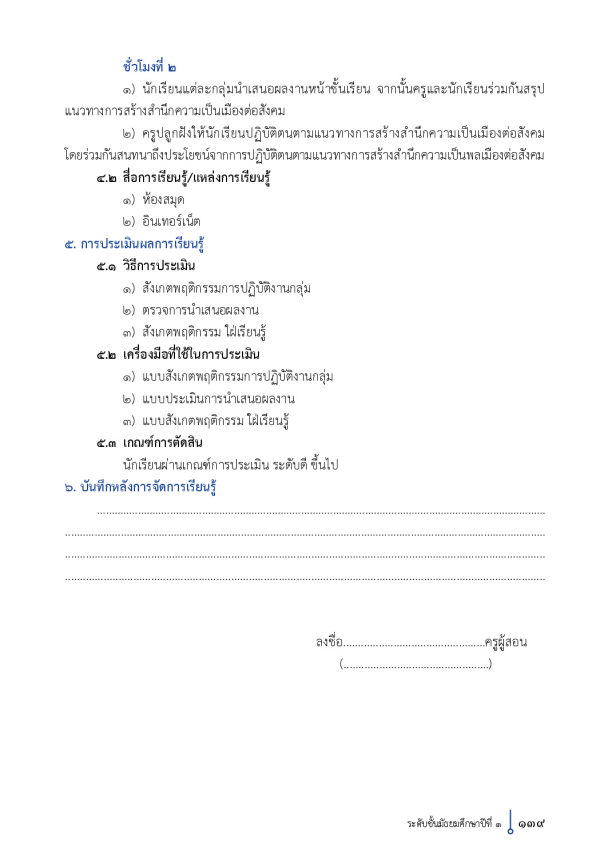 ชั่วโมงที่ ๒
๑) นักเรียนแต่ละกลุ่มนำเสนอผลงานหน้าชั้นเรียน จากนั้นครูและนักเรียนร่วมกันสรุป
แนวทางการสร้างสำนึกความเป็นเมืองต่อสังคม
๒) ครูปลูกฝังให้นักเรียนปฏิบัติตนตามแนวทางการสร้างสำนึกความเป็นเมืองต่อสังคม
โดยร่วมกันสนทนาถึงประโยชน์จากการปฏิบัติตนตามแนวทางการสร้างสำนึกความเป็นพลเมืองต่อสังคม
๔.๒ สื่อการเรียนรู้/แหล่งการเรียนรู้
๑) ห้องสมุด
๒) อินเทอร์เน็ต
๕. การประเมินผลการเรียนรู้
๕.๑ วิธีการประเมิน
๑) สังเกตพฤติกรรมการปฏิบัติงานกลุ่ม
๒) ตรวจการนำเสนอผลงาน
๓) สังเกตพฤติกรรม ใฝ่เรียนรู้
๕.๒ เครื่องมือที่ใช้ในการประเมิน
๑) แบบสังเกตพฤติกรรมการปฏิบัติงานกลุ่ม
๒) แบบประเมินการนำเสนอผลงาน
๓) แบบสังเกตพฤติกรรม ใฝ่เรียนรู้
๕.๓ เกณฑ์การตัดสิน
นักเรียนผ่านเกณฑ์การประเมิน ระดับดี ขึ้นไป
๖. บันทึกหลังการจัดการเรียนรู้
ลงชื่อ................................................ครูผู้สอน
(.................................................)
ระดับชั้นมัธยมศึกษาปีที่ ๑ ๑๓๙